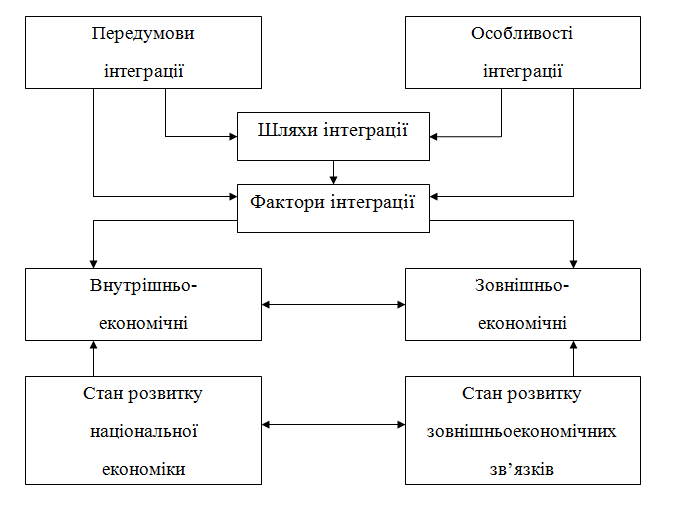 Передумови
інтеграції
Особливості
інтеграції
Шляхи інтеграції
Фактори інтеграції
Внутрішньо-
економічні
Зовнішньо-
економічні
Стан розвитку
національної
економіки
Стан розвитку
зовнішньоекономічних
зв’язків